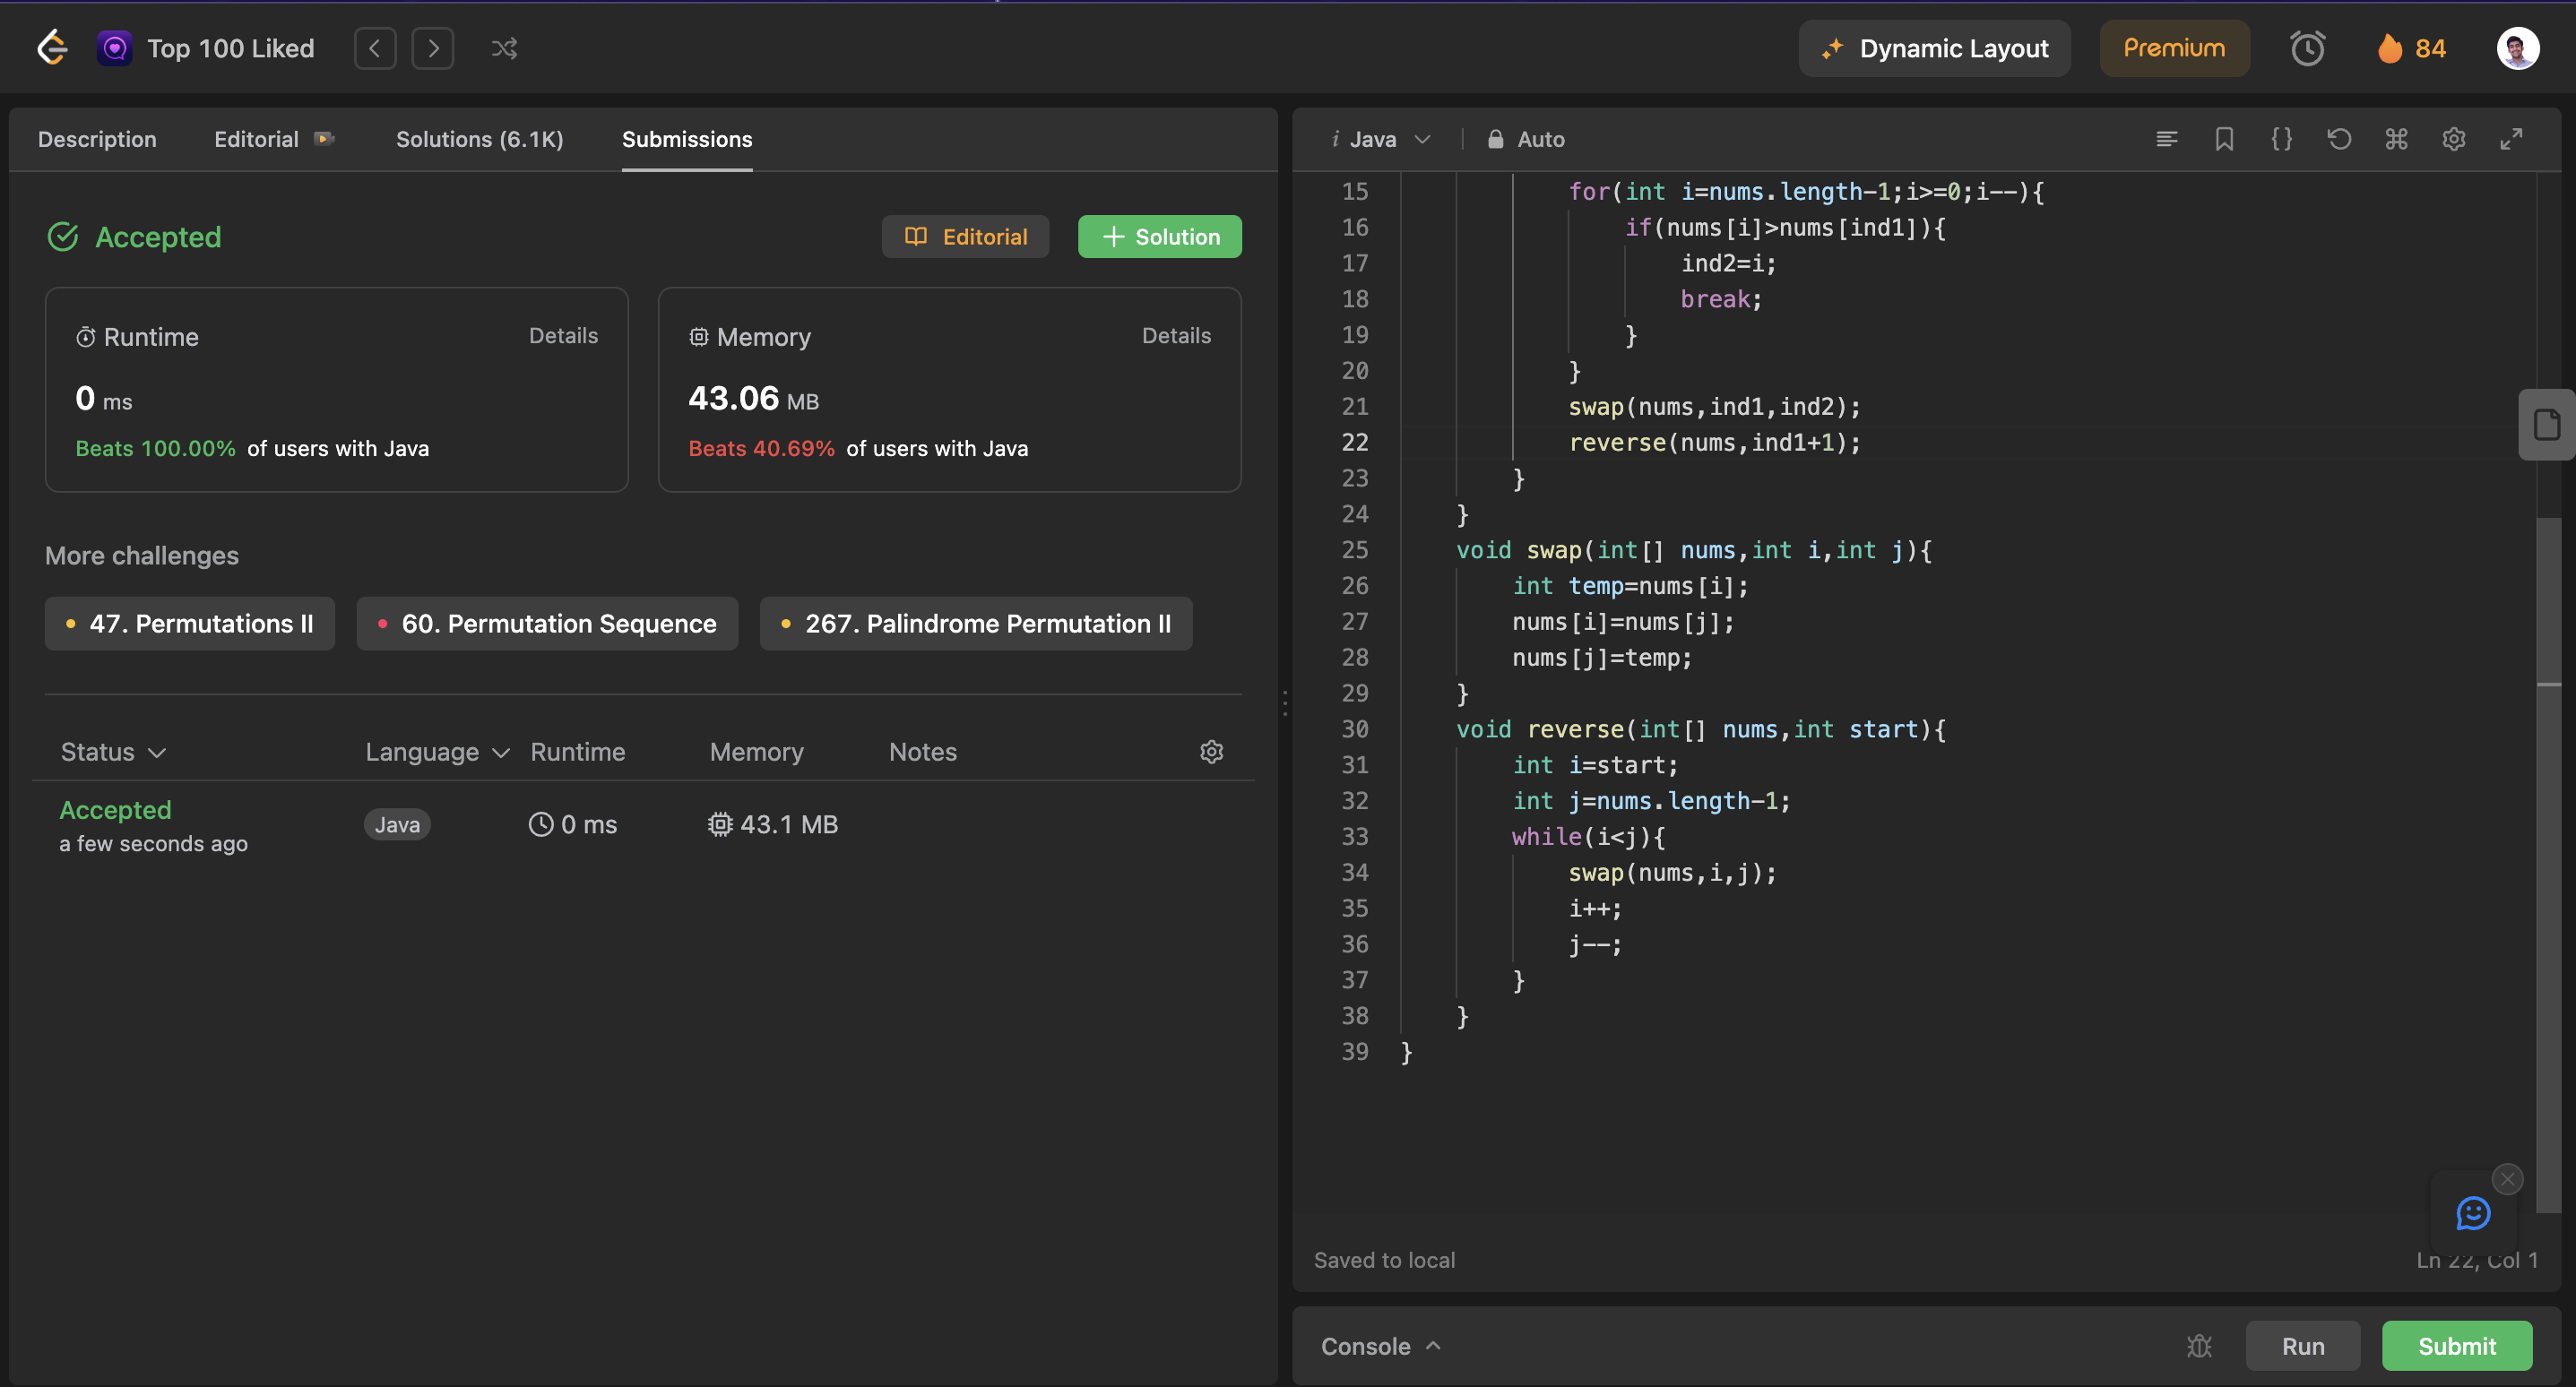 Top 100 Liked
Dynamic Layout
Premium
84
Description
Editorial
Solutions (6.1K)
Submissions
Accepted
Editorial
+ Solution
Runtime
Details
0 ms
Beats 100.00% of users with Java
Memory
Details
43.06 MB
Beats 40.69% of users with Java
More challenges
47. Permutations II
60. Permutation Sequence
267. Palindrome Permutation II
Status
Language
Runtime
Memory
Notes
Accepted
a few seconds ago
Java
0 ms
43.1 MB
i Java
Auto
15 for(int i=nums.length-1;i>=0;i--){
16 if(nums[i]>nums[ind1]){
17 ind2=i;
18 break;
19 }
20 }
21 swap(nums,ind1,ind2);
22 reverse(nums,ind1+1);
23 }
24 }
25 void swap(int[] nums,int i,int j){
26 int temp=nums[i];
27 nums[i]=nums[j];
28 nums[j]=temp;
29 }
30 void reverse(int[] nums,int start){
31 int i=start;
32 int j=nums.length-1;
33 while(i<j){
34 swap(nums,i,j);
35 i++;
36 j--;
37 }
38 }
39 }
Saved to local
Ln 22, Col 1
Console
Run
Submit